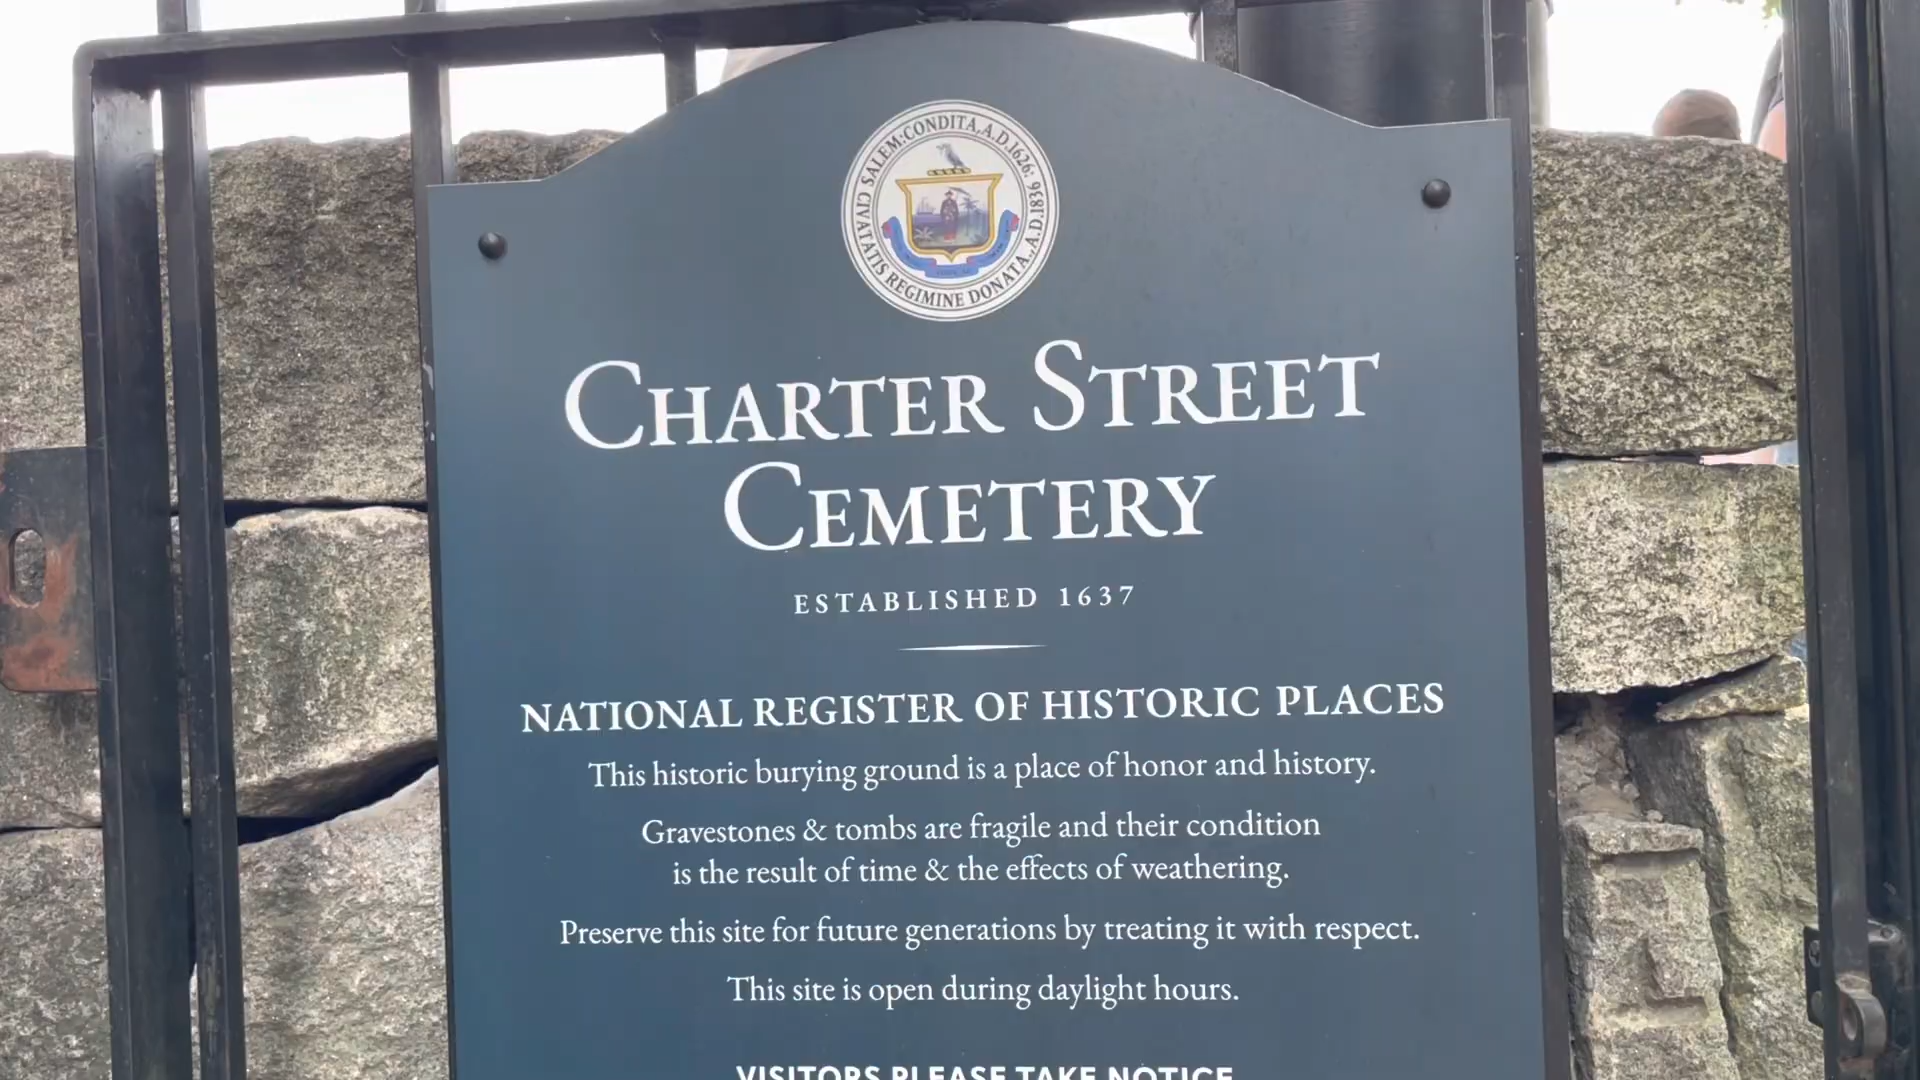 SALEM: CONDITA, A.D. 1626: CIVATATIS REGIMINE DONATA, A.D. 1836
CHARTER STREET
CEMETERY
ESTABLISHED 1637
NATIONAL REGISTER OF HISTORIC PLACES
This historic burying ground is a place of honor and history.
Gravestones & tombs are fragile and their condition
is the result of time & the effects of weathering.
Preserve this site for future generations by treating it with respect.
This site is open during daylight hours.
VISITORS PLEASE TAKE NOTICE